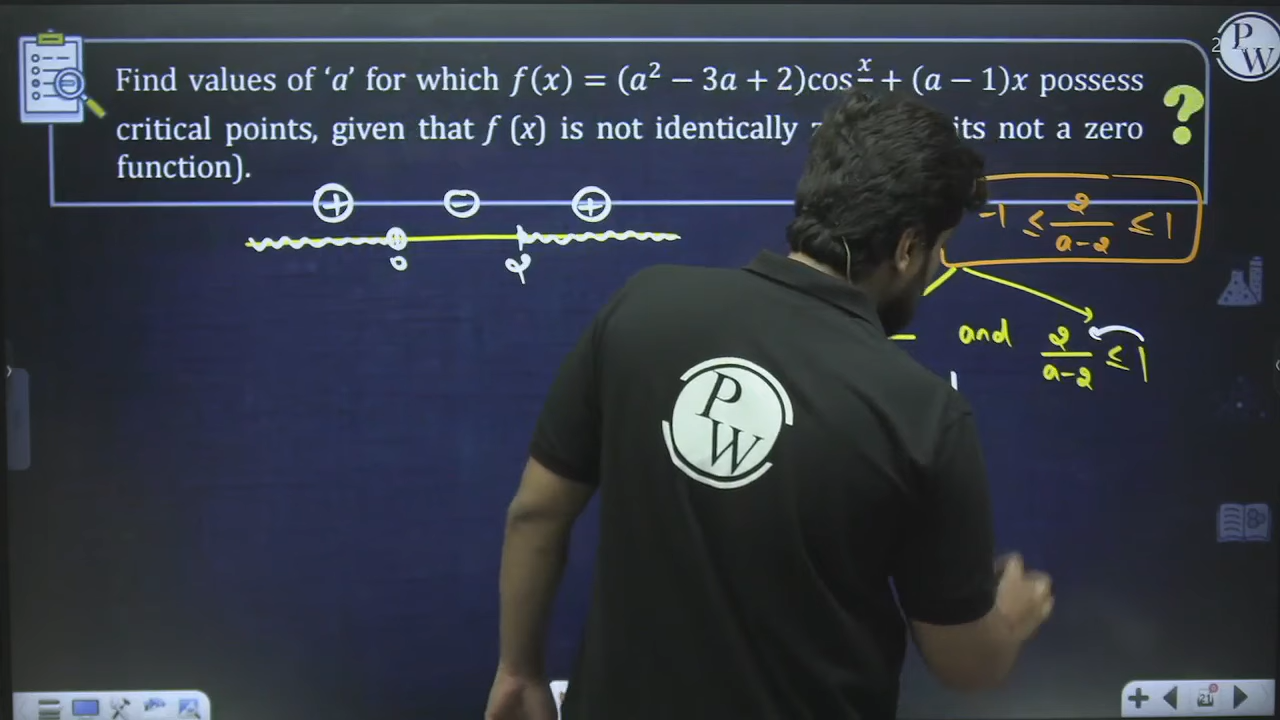 Find values of ‘a’ for which f(x) = (a² − 3a + 2)cos x + (a − 1)x possess
critical points, given that f (x) is not identically its not a zero
function).
?
+ − +
0 2
-1 ≤ 2/(a-2) ≤ 1
and 2/(a-2) ≤ 1
P
W
P
W
21